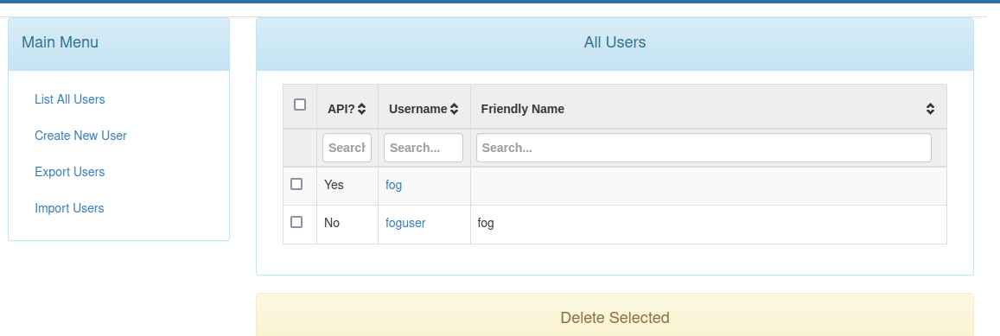 Main Menu
List All Users
Create New User
Export Users
Import Users
All Users
API? Username Friendly Name
Search Search... Search...
Yes fog
No foguser fog
Delete Selected